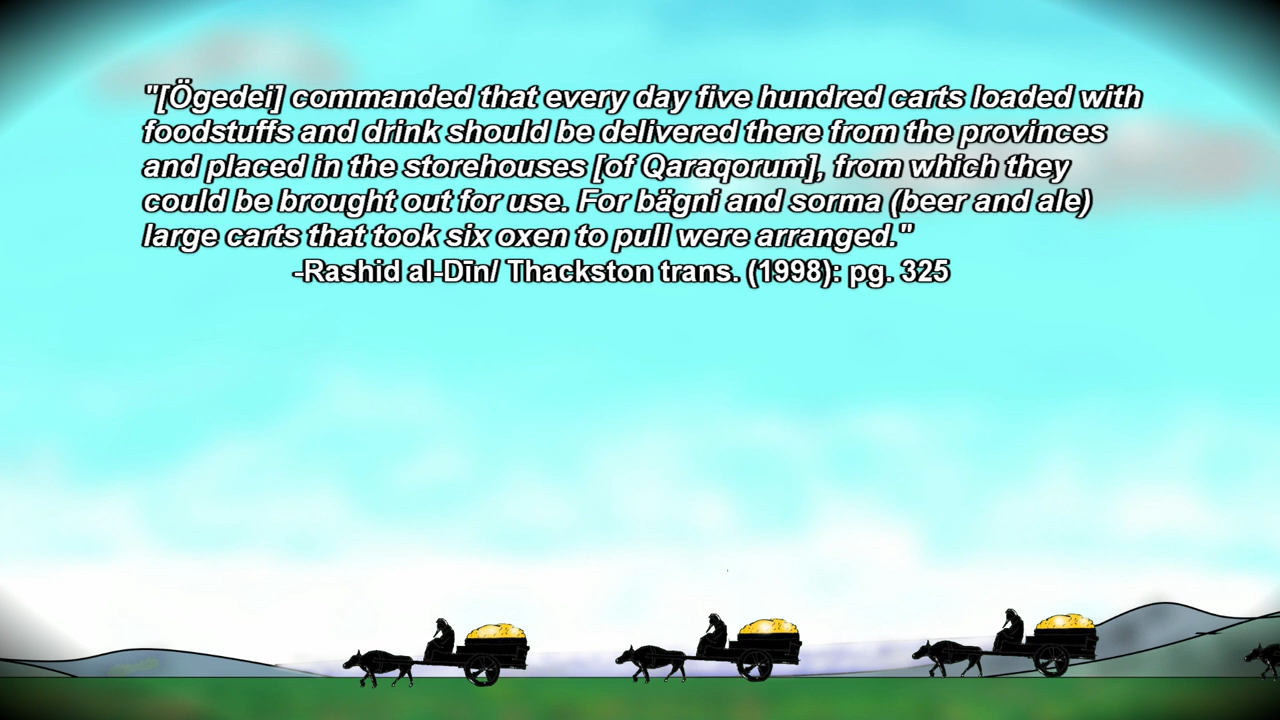 "[Ögedei] commanded that every day five hundred carts loaded with
foodstuffs and drink should be delivered there from the provinces
and placed in the storehouses [of Qaraqorum], from which they
could be brought out for use. For bägni and sorma (beer and ale)
large carts that took six oxen to pull were arranged."
-Rashid al-Dīn/ Thackston trans. (1998): pg. 325